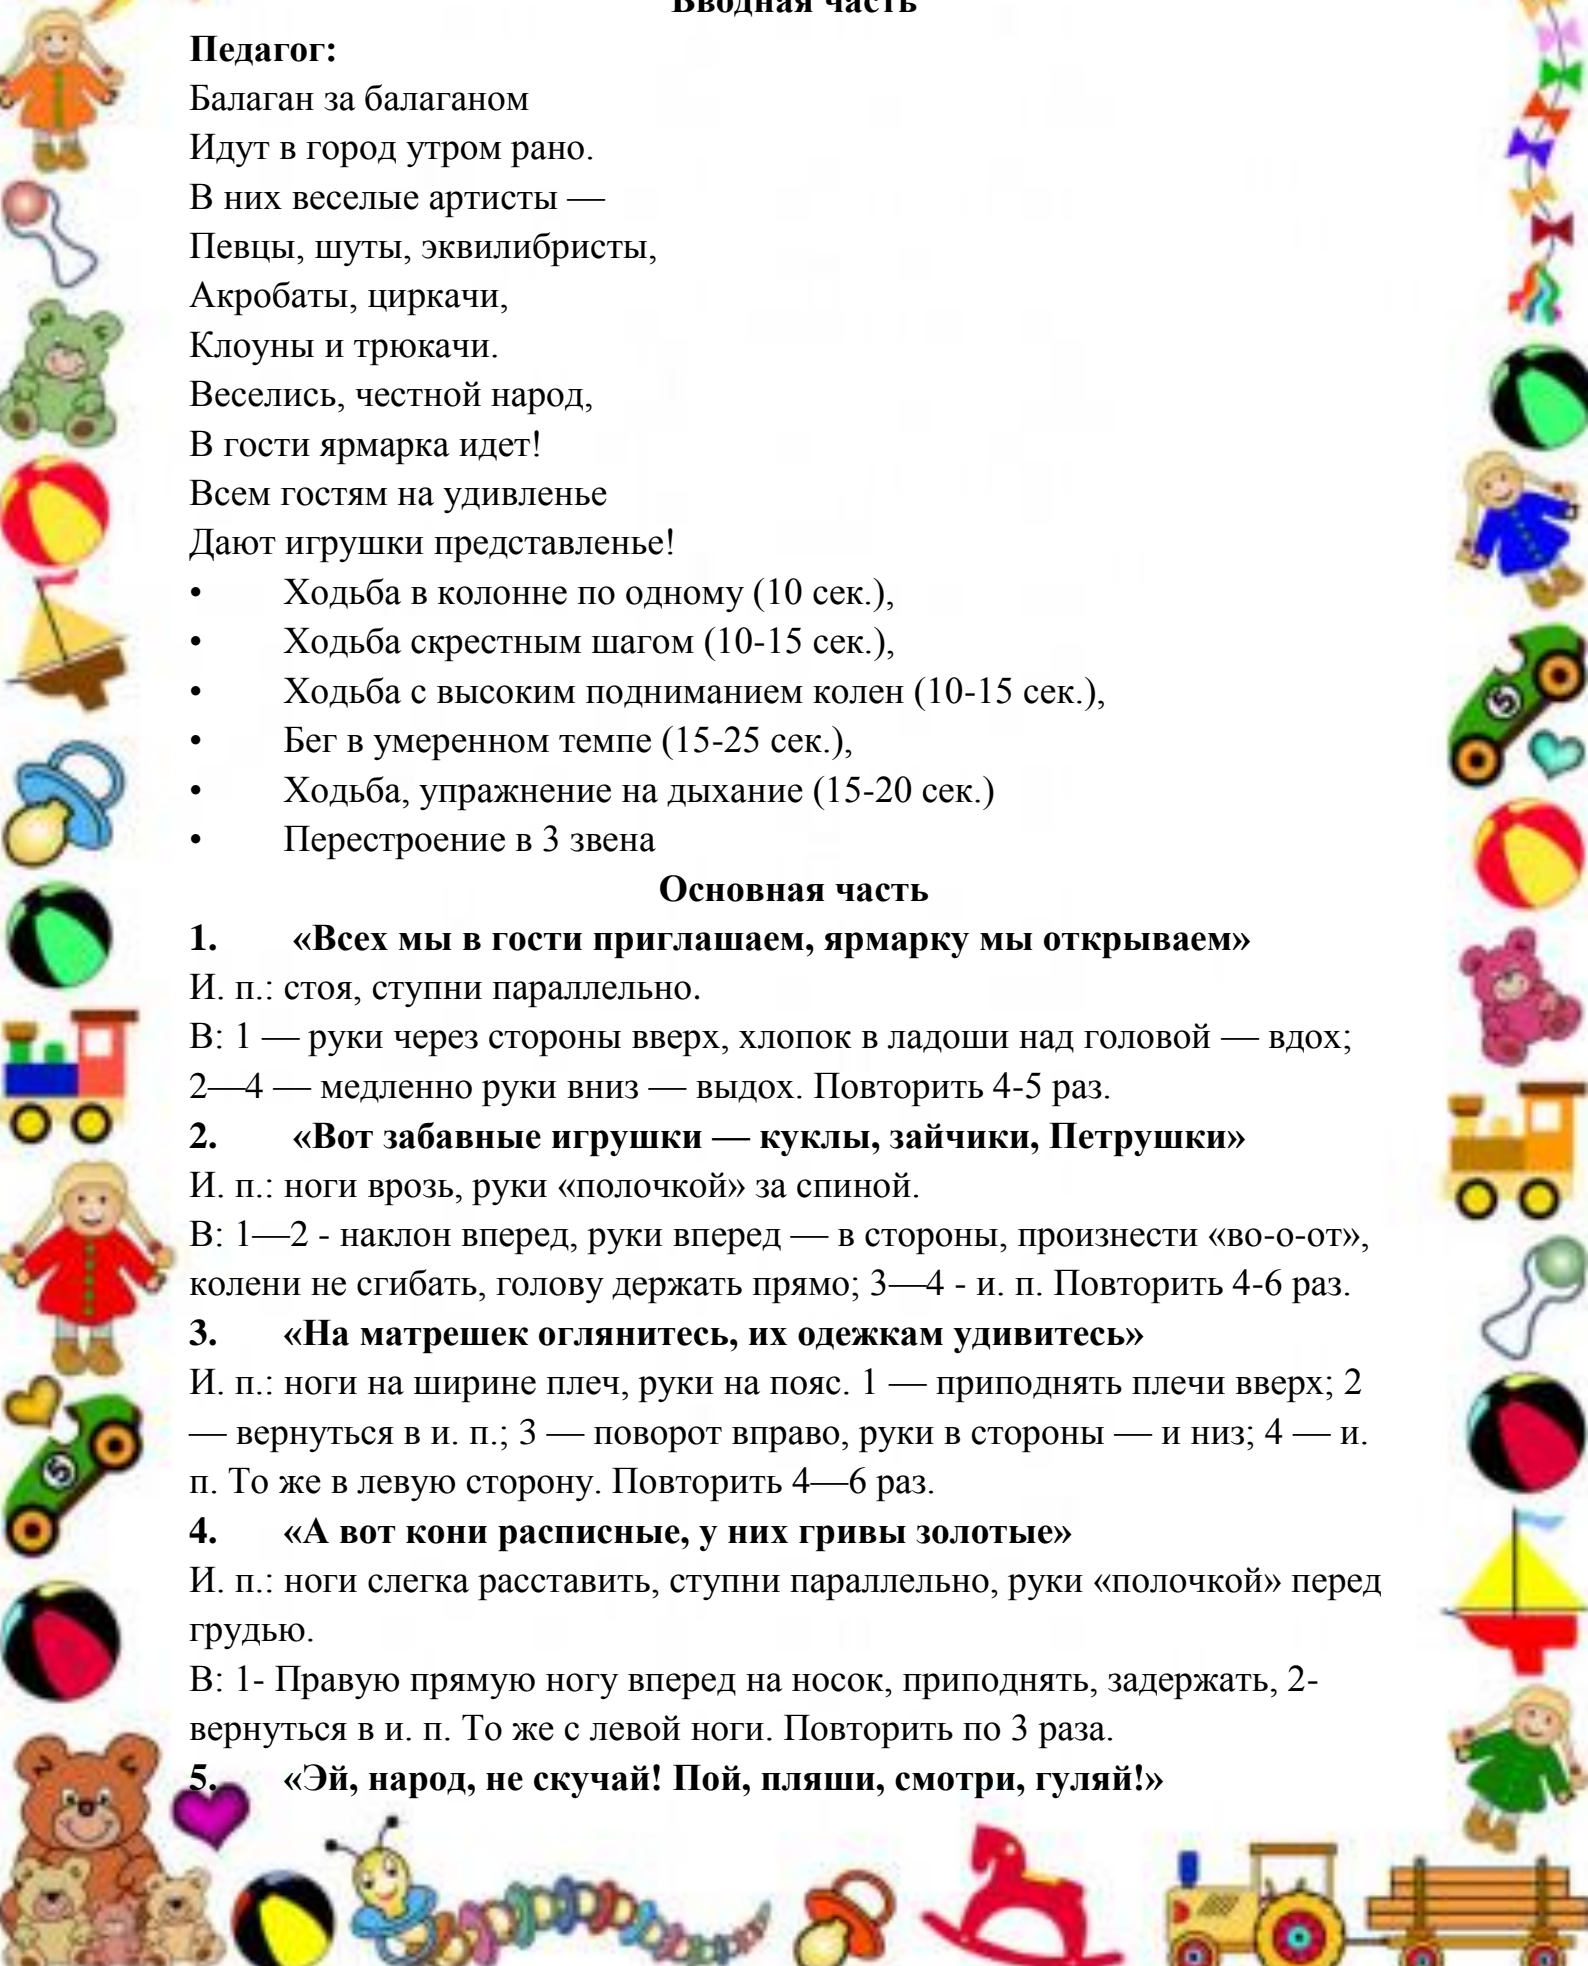 Вводная часть
Педагог:
Балаган за балаганом
Идут в город утром рано.
В них веселые артисты —
Певцы, шуты, эквилибристы,
Акробаты, циркачи,
Клоуны и трюкачи.
Веселись, честной народ,
В гости ярмарка идет!
Всем гостям на удивленье
Дают игрушки представленье!
• Ходьба в колонне по одному (10 сек.),
• Ходьба скрестным шагом (10-15 сек.),
• Ходьба с высоким подниманием колен (10-15 сек.),
• Бег в умеренном темпе (15-25 сек.),
• Ходьба, упражнение на дыхание (15-20 сек.)
• Перестроение в 3 звена
Основная часть
1. «Всех мы в гости приглашаем, ярмарку мы открываем»
И. п.: стоя, ступни параллельно.
В: 1 — руки через стороны вверх, хлопок в ладоши над головой — вдох;
2—4 — медленно руки вниз — выдох. Повторить 4-5 раз.
2. «Вот забавные игрушки — куклы, зайчики, Петрушки»
И. п.: ноги врозь, руки «полочкой» за спиной.
В: 1—2 - наклон вперед, руки вперед — в стороны, произнести «во-о-от»,
колени не сгибать, голову держать прямо; 3—4 - и. п. Повторить 4-6 раз.
3. «На матрешек оглянитесь, их одежкам удивитесь»
И. п.: ноги на ширине плеч, руки на пояс. 1 — приподнять плечи вверх; 2
— вернуться в и. п.; 3 — поворот вправо, руки в стороны — и низ; 4 — и.
п. То же в левую сторону. Повторить 4—6 раз.
4. «А вот кони расписные, у них гривы золотые»
И. п.: ноги слегка расставить, ступни параллельно, руки «полочкой» перед
грудью.
В: 1- Правую прямую ногу вперед на носок, приподнять, задержать, 2-
вернуться в и. п. То же с левой ноги. Повторить по 3 раза.
5. «Эй, народ, не скучай! Пой, пляши, смотри, гуляй!»
5
5